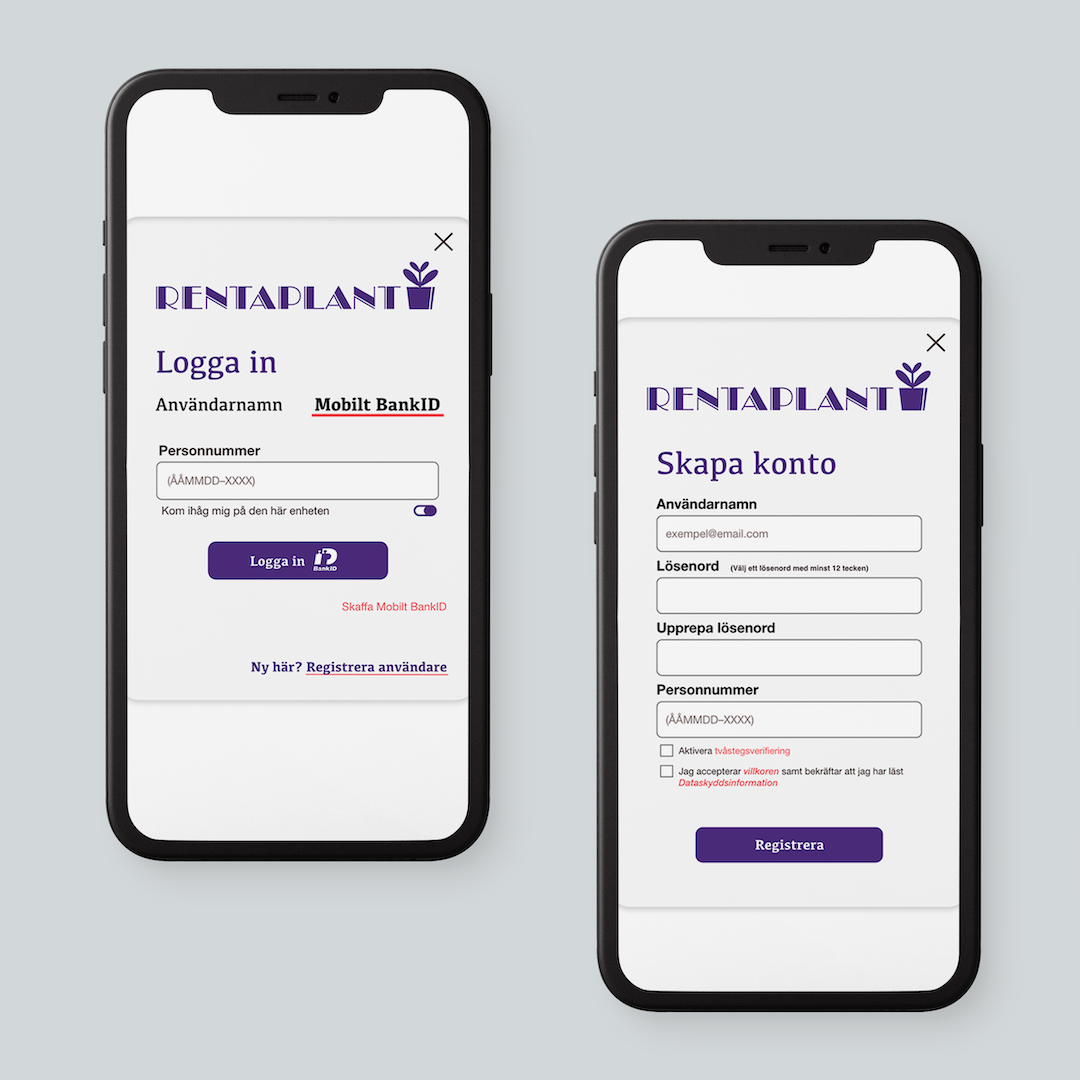 RENTAPLANT
Logga in
Användarnamn Mobilt BankID
Personnummer
(ÅÅMMDD–XXXX)
Kom ihåg mig på den här enheten
Logga in BankID
Skaffa Mobilt BankID
Ny här? Registrera användare
RENTAPLANT
Skapa konto
Användarnamn
exempel@email.com
Lösenord (Välj ett lösenord med minst 12 tecken)
Upprepa lösenord
Personnummer
(ÅÅMMDD–XXXX)
Aktivera tvåstegsverifiering
Jag accepterar villkoren samt bekräftar att jag har läst
Dataskyddsinformation
Registrera